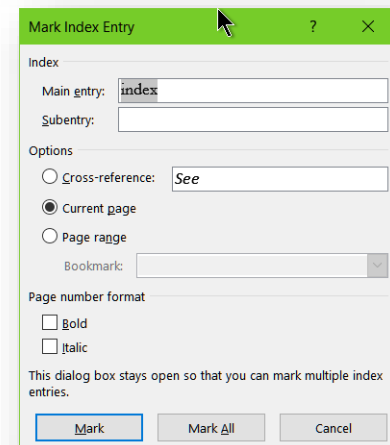 Mark Index Entry ? ×
Index
Main entry: index
Subentry:
Options
Cross-reference: See
Current page
Page range
Bookmark:
Page number format
Bold
Italic
This dialog box stays open so that you can mark multiple index
entries.
Mark Mark All Cancel